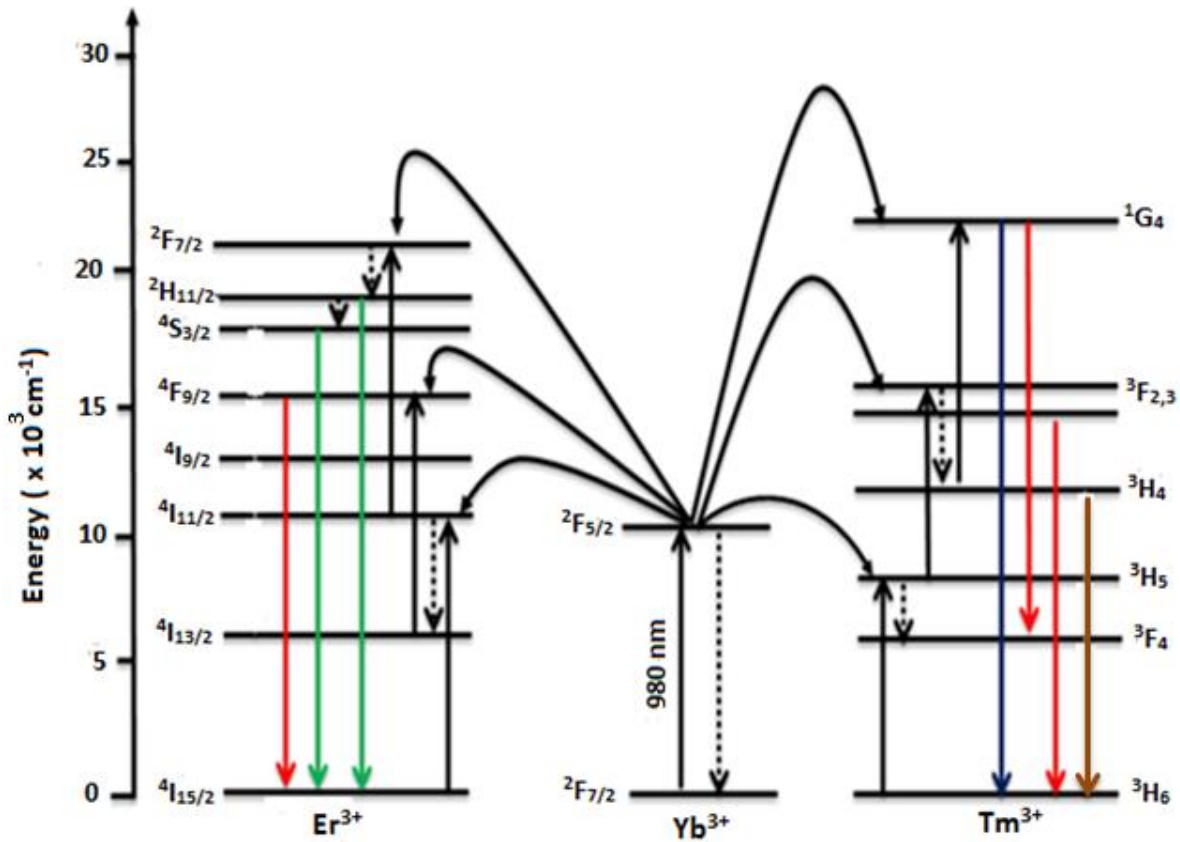 30
25
20
15
10
5
0
Energy ( x 10³cm⁻¹)
²F₇/₂
²H₁₁/₂
⁴S₃/₂
⁴F₉/₂
⁴I₉/₂
⁴I₁₁/₂
⁴I₁₃/₂
⁴I₁₅/₂
Er³⁺
²F₅/₂
980 nm
²F₇/₂
Yb³⁺
¹G₄
³F₂,₃
³H₄
³H₅
³F₄
³H₆
Tm³⁺